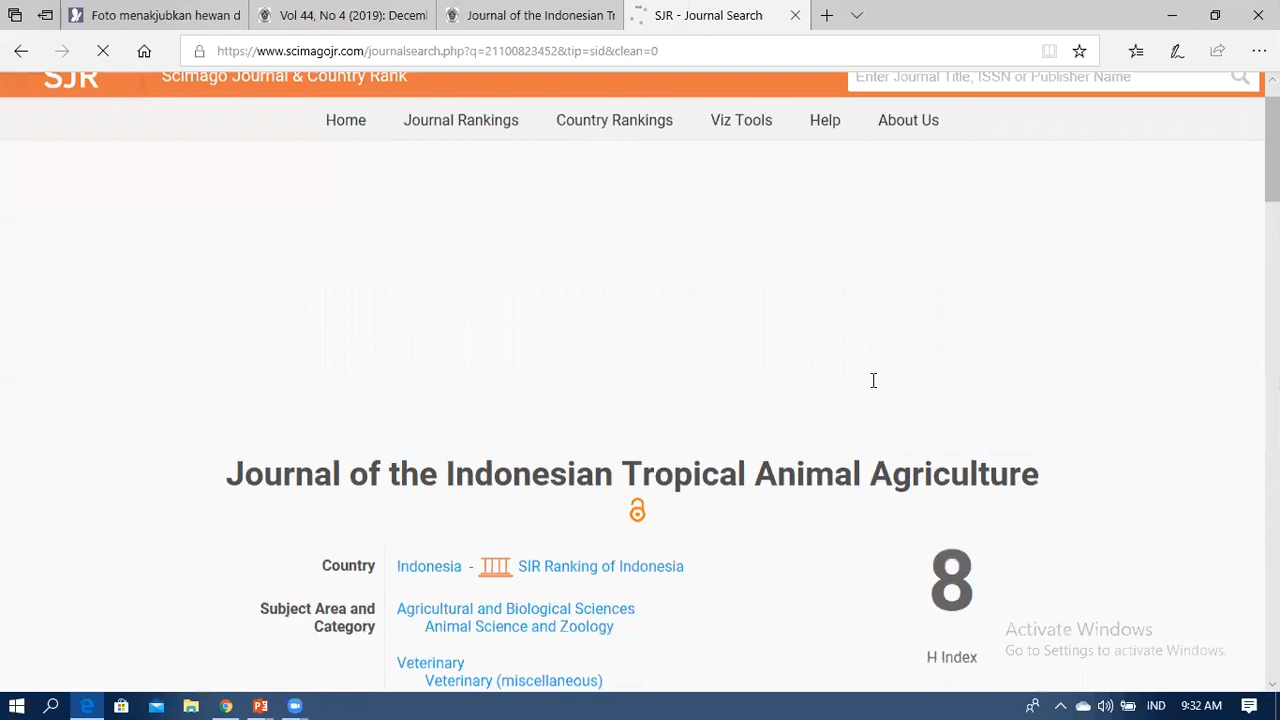 Foto menakjubkan hewan d
Vol 44, No 4 (2019): Decemb
Journal of the Indonesian Tr
SJR - Journal Search
https://www.scimagojr.com/journalsearch.php?q=21100823452&tip=sid&clean=0
SJR
Scimago Journal & Country Rank
Enter Journal Title, ISSN or Publisher Name
Home
Journal Rankings
Country Rankings
Viz Tools
Help
About Us
Journal of the Indonesian Tropical Animal Agriculture
Country
Indonesia -
SIR Ranking of Indonesia
8
H Index
Subject Area and
Category
Agricultural and Biological Sciences
Animal Science and Zoology
Veterinary
Veterinary (miscellaneous)
Activate Windows
Go to Settings to activate Windows.
IND
9:32 AM